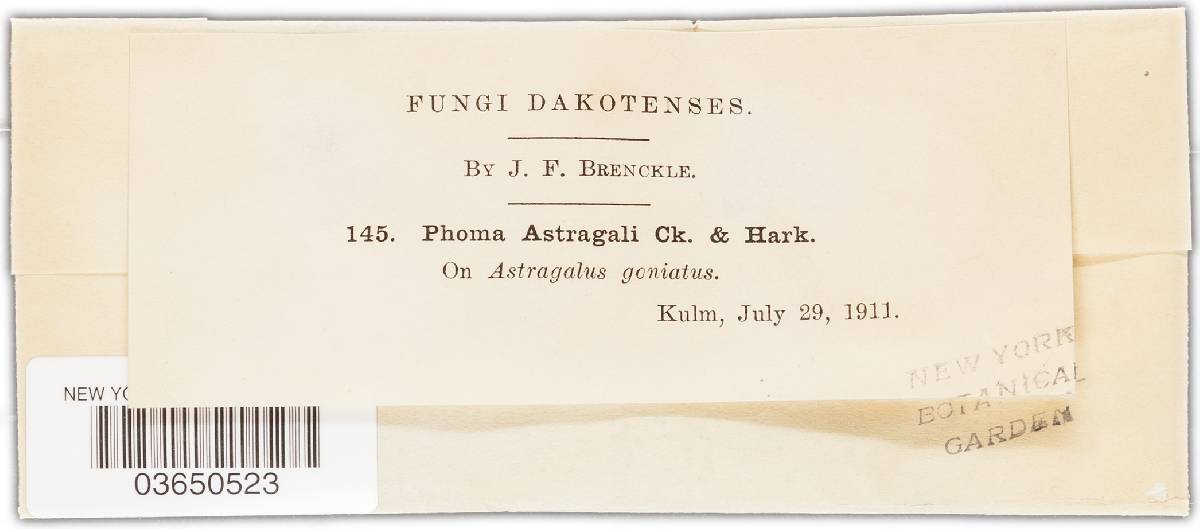 FUNGI DAKOTENSES.
BY J. F. BRENCKLE.
145. Phoma Astragali Ck. & Hark.
On Astragalus goniatus.
Kulm, July 29, 1911.
NEW YORK
BOTANICAL
GARDEN
NEW YO
03650523